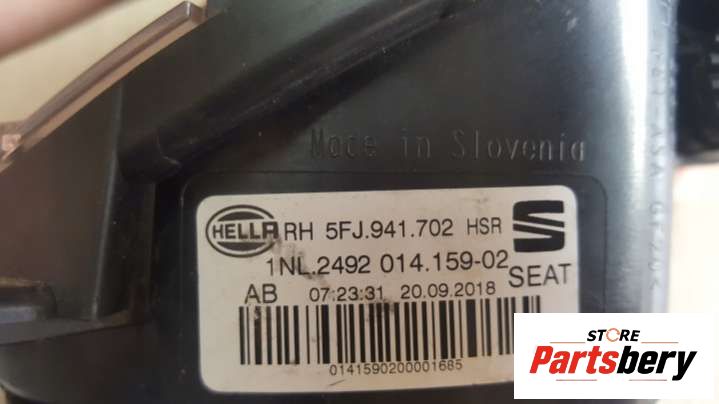 Made in Slovenia
HELLA RH 5FJ.941.702 HSR
1NL.2492 014.159-02
SEAT
AB 07:23:31 20.09.2018
0141590200001685
STORE
Partsbery